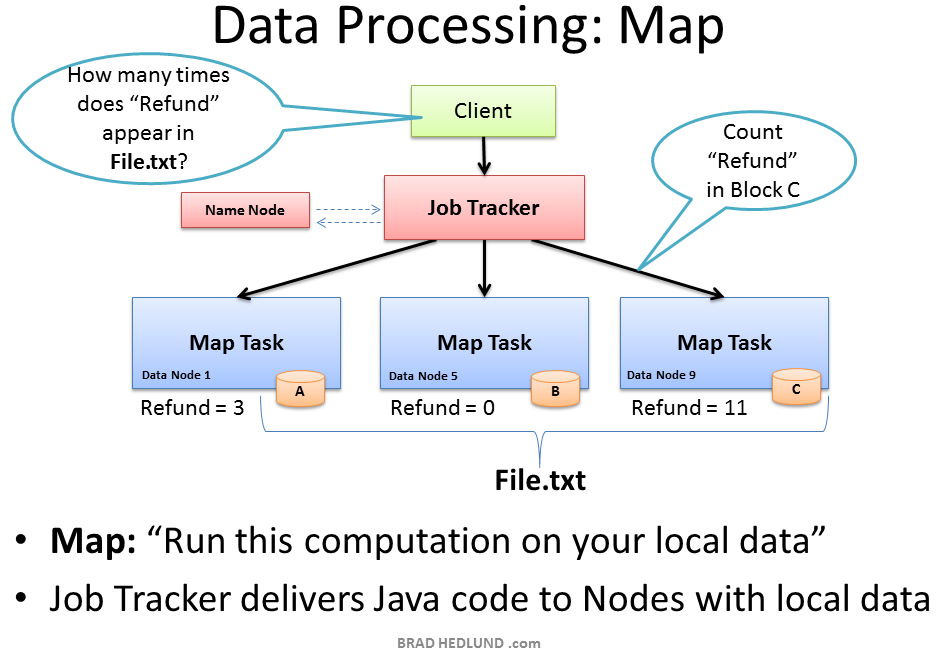 Data Processing: Map
How many times
does “Refund”
appear in
File.txt?
Client
Count
“Refund”
in Block C
Name Node
Job Tracker
Map Task
Data Node 1
A
Refund = 3
Map Task
Data Node 5
B
Refund = 0
Map Task
Data Node 9
C
Refund = 11
File.txt
• Map: “Run this computation on your local data”
• Job Tracker delivers Java code to Nodes with local data
BRAD HEDLUND .com